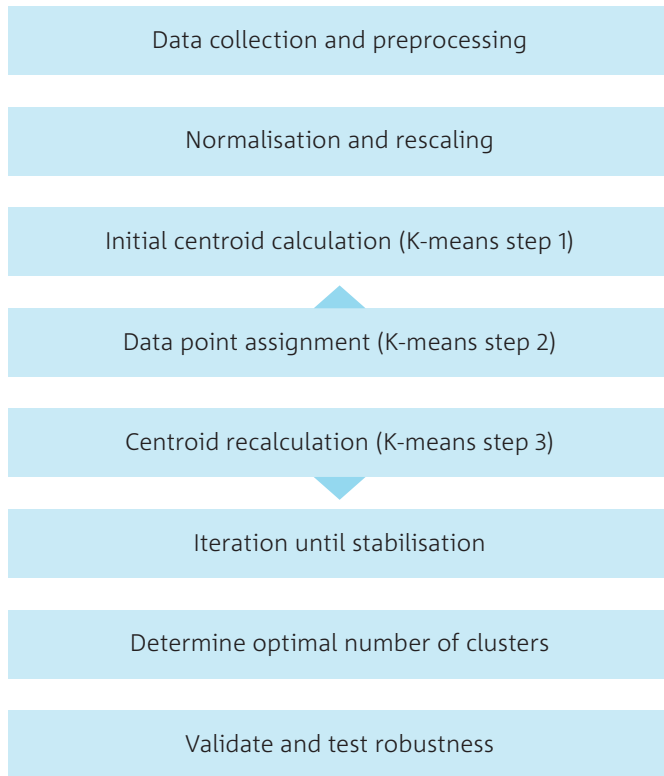 Data collection and preprocessing
Normalisation and rescaling
Initial centroid calculation (K-means step 1)
Data point assignment (K-means step 2)
Centroid recalculation (K-means step 3)
Iteration until stabilisation
Determine optimal number of clusters
Validate and test robustness